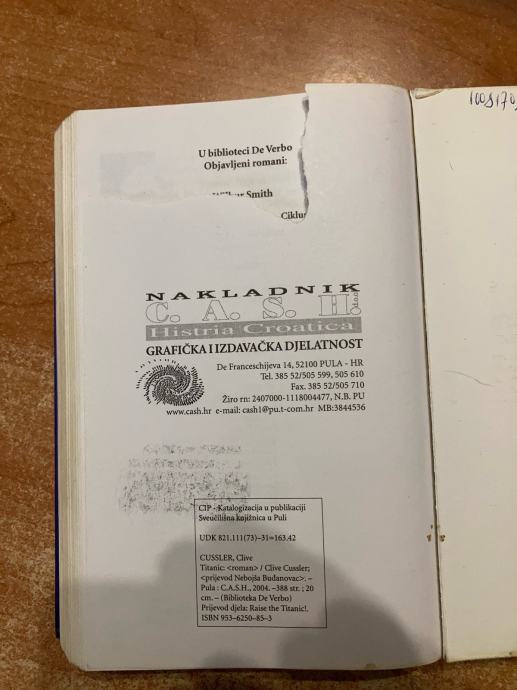 1008170
U biblioteci De Verbo
Objavljeni romani:
Smith
Ciklus
NAKLADNIK
C. A. S. H. d.o.o.
Histria Croatica
GRAFIČKA I IZDAVAČKA DJELATNOST
De Franceschijeva 14, 52100 PULA - HR
Tel. 385 52/505 599, 505 610
Fax. 385 52/505 710
Žiro rn: 2407000-1118004477, N.B. PU
www.cash.hr e-mail: cash1@pu.t-com.hr MB:3844536
CIP - Katalogizacija u publikaciji
Sveučilišna knjižnica u Puli
UDK 821.111(73)-31=163.42
CUSSLER, Clive
Titanic: <roman> / Clive Cussler;
<prijevod Nebojša Buđanovac>. –
Pula : C.A.S.H., 2004. –388 str. ; 20
cm. – (Biblioteka De Verbo)
Prijevod djela: Raise the Titanic!.
ISBN 953-6250-85-3